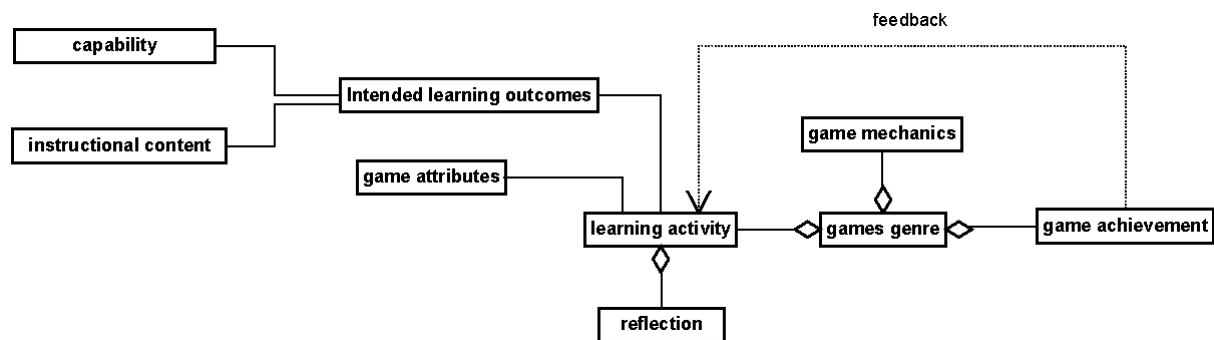 feedback
capability
Intended learning outcomes
instructional content
game mechanics
game attributes
learning activity
games genre
game achievement
reflection